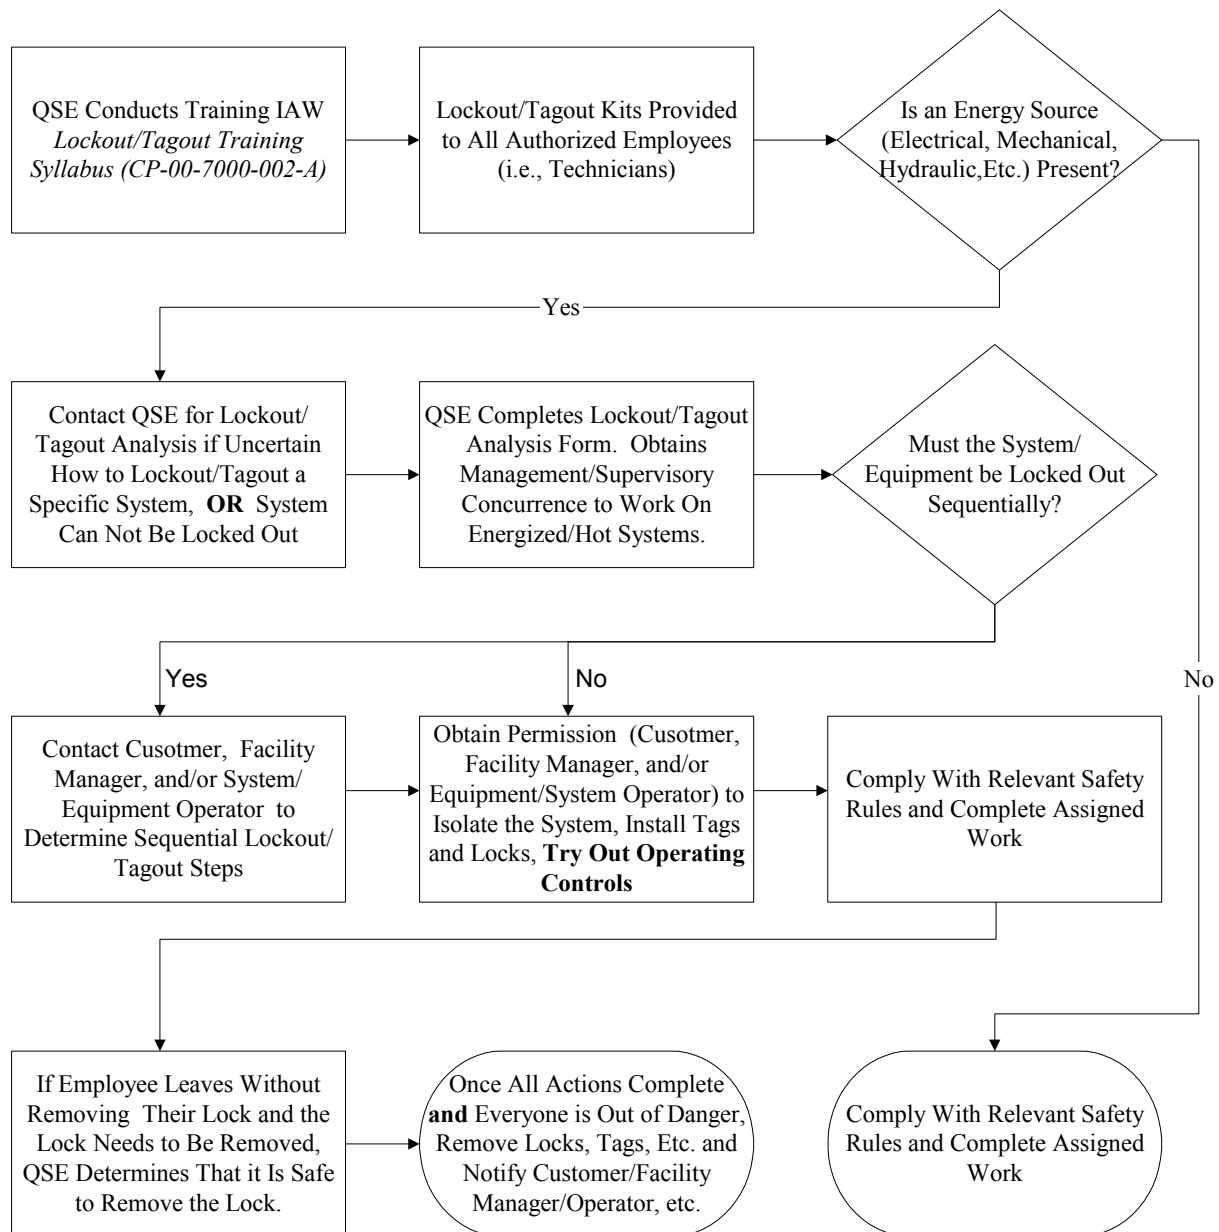 QSE Conducts Training IAW
Lockout/Tagout Training
Syllabus (CP-00-7000-002-A)
Lockout/Tagout Kits Provided
to All Authorized Employees
(i.e., Technicians)
Is an Energy Source
(Electrical, Mechanical,
Hydraulic,Etc.) Present?
Yes
Contact QSE for Lockout/
Tagout Analysis if Uncertain
How to Lockout/Tagout a
Specific System, OR System
Can Not Be Locked Out
QSE Completes Lockout/Tagout
Analysis Form. Obtains
Management/Supervisory
Concurrence to Work On
Energized/Hot Systems.
Must the System/
Equipment be Locked Out
Sequentially?
Yes
No
No
Contact Cusotmer, Facility
Manager, and/or System/
Equipment Operator to
Determine Sequential Lockout/
Tagout Steps
Obtain Permission (Cusotmer,
Facility Manager, and/or
Equipment/System Operator) to
Isolate the System, Install Tags
and Locks, Try Out Operating
Controls
Comply With Relevant Safety
Rules and Complete Assigned
Work
If Employee Leaves Without
Removing Their Lock and the
Lock Needs to Be Removed,
QSE Determines That it Is Safe
to Remove the Lock.
Once All Actions Complete
and Everyone is Out of Danger,
Remove Locks, Tags, Etc. and
Notify Customer/Facility
Manager/Operator, etc.
Comply With Relevant Safety
Rules and Complete Assigned
Work